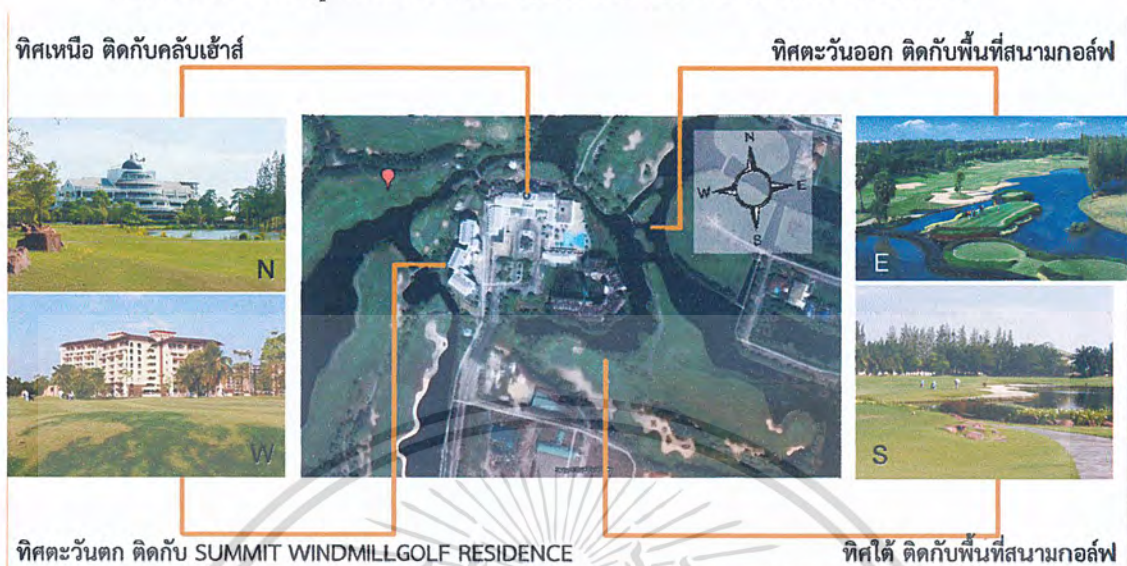 ทิศเหนือ ติดกับคลับเฮ้าส์
ทิศตะวันออก ติดกับพื้นที่สนามกอล์ฟ
N
N
W
E
S
E
W
S
ทิศตะวันตก ติดกับ SUMMIT WINDMILLGOLF RESIDENCE
ทิศใต้ ติดกับพื้นที่สนามกอล์ฟ